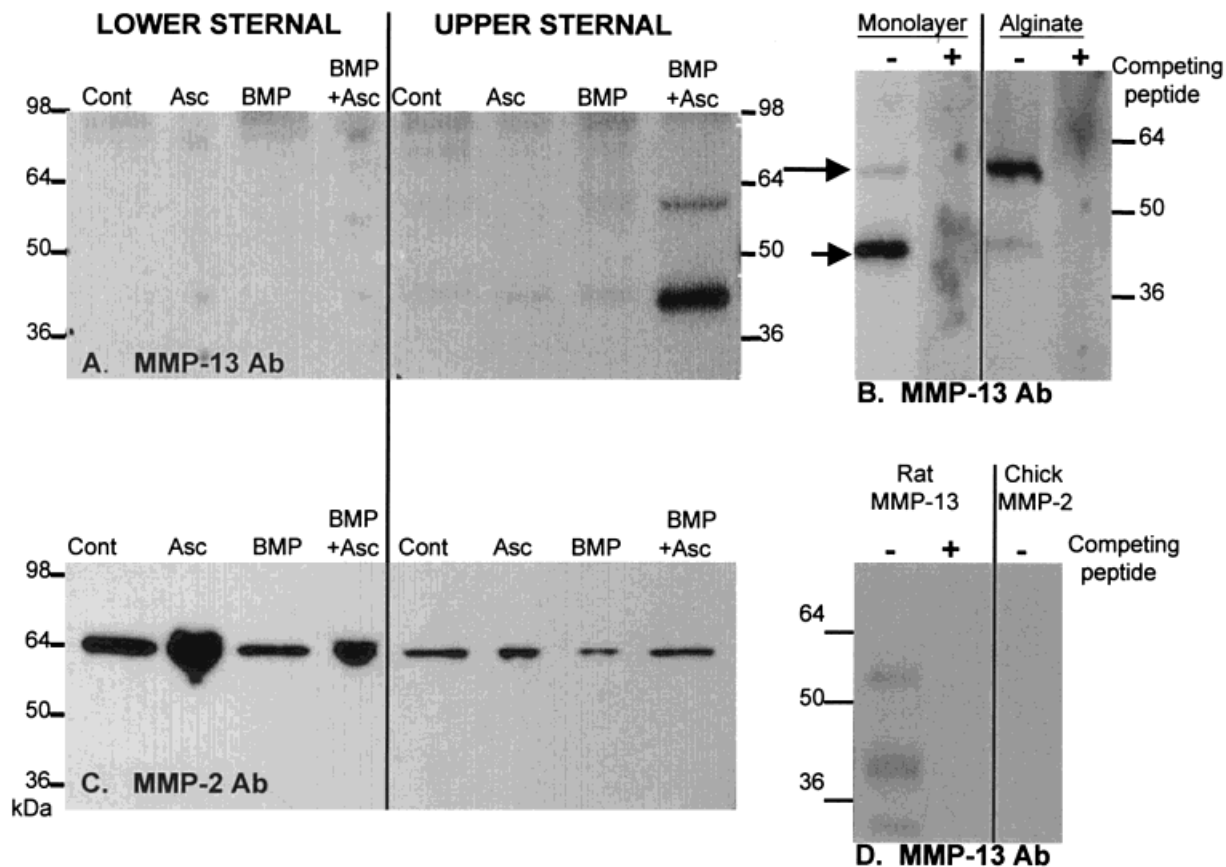 LOWER STERNAL
UPPER STERNAL
Cont Asc BMP BMP +Asc
Cont Asc BMP BMP +Asc
98
64
50
36
98
64
50
36
A. MMP-13 Ab
Monolayer Alginate
- + - +
Competing peptide
64
50
36
B. MMP-13 Ab
Cont Asc BMP BMP +Asc
Cont Asc BMP BMP +Asc
98
64
50
36
kDa
C. MMP-2 Ab
Rat MMP-13
Chick MMP-2
- + -
Competing peptide
64
50
36
D. MMP-13 Ab